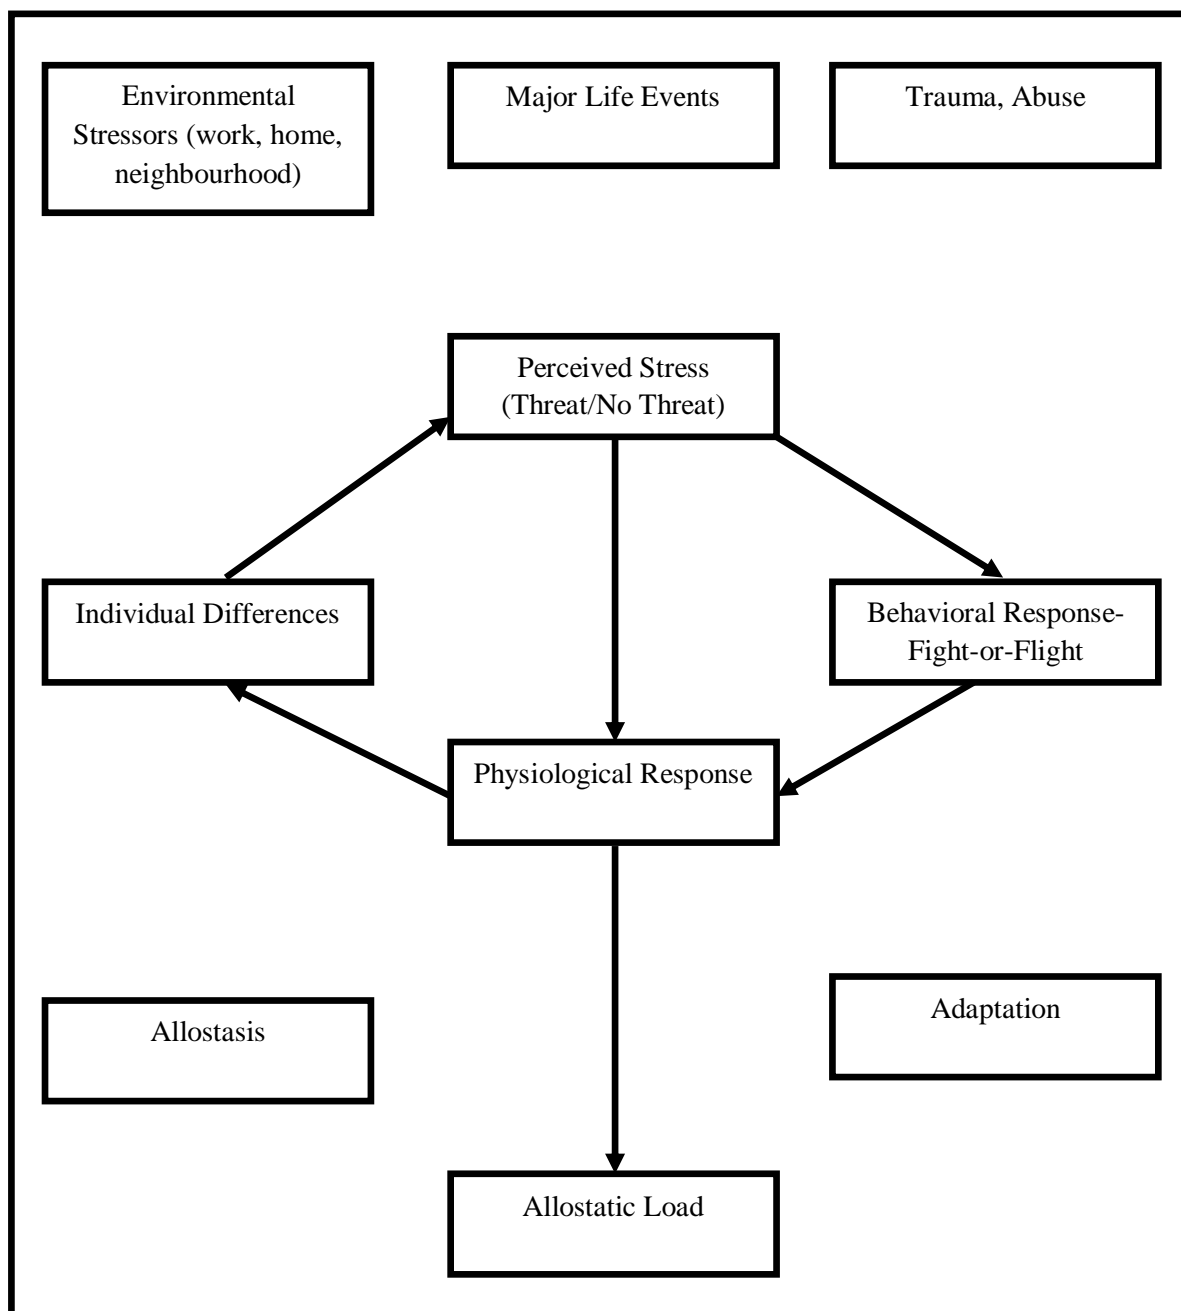 Environmental
Stressors (work, home,
neighbourhood)
Major Life Events
Trauma, Abuse
Perceived Stress
(Threat/No Threat)
Individual Differences
Behavioral Response-
Fight-or-Flight
Physiological Response
Allostasis
Adaptation
Allostatic Load